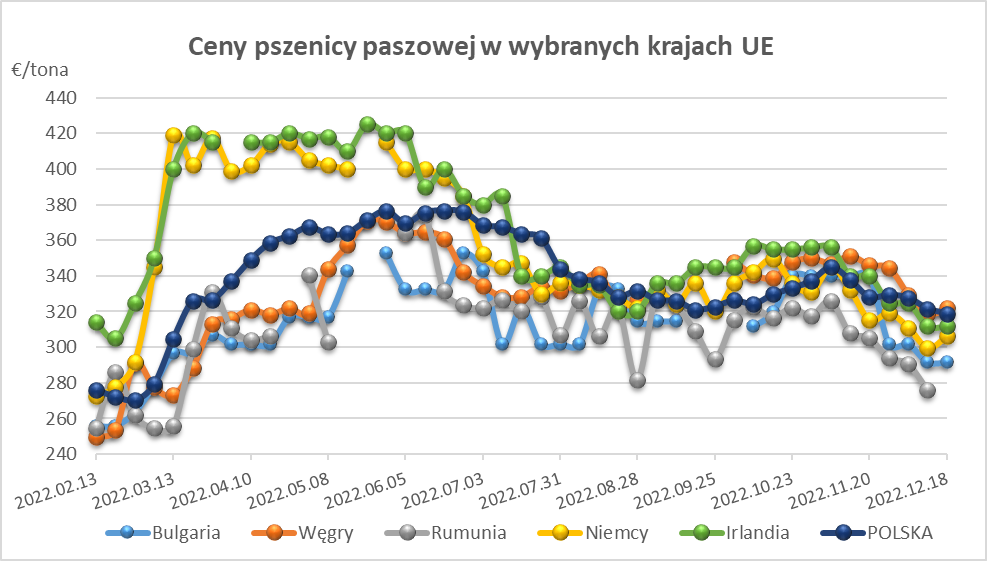 Ceny pszenicy paszowej w wybranych krajach UE
€/tona
440
420
400
380
360
340
320
300
280
260
240
2022.02.13
2022.03.13
2022.04.10
2022.05.08
2022.06.05
2022.07.03
2022.07.31
2022.08.28
2022.09.25
2022.10.23
2022.11.20
2022.12.18
Bulgaria
Węgry
Rumunia
Niemcy
Irlandia
POLSKA